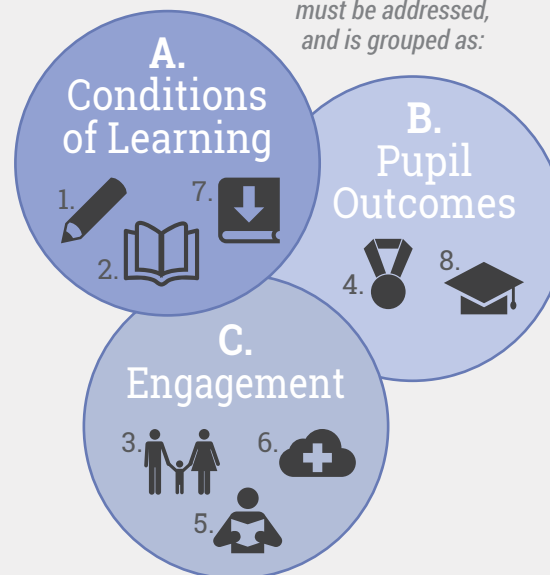 must be addressed,
and is grouped as:
A.
Conditions
of Learning
1.
7.
2.
B.
Pupil
Outcomes
4.
8.
C.
Engagement
3.
6.
5.